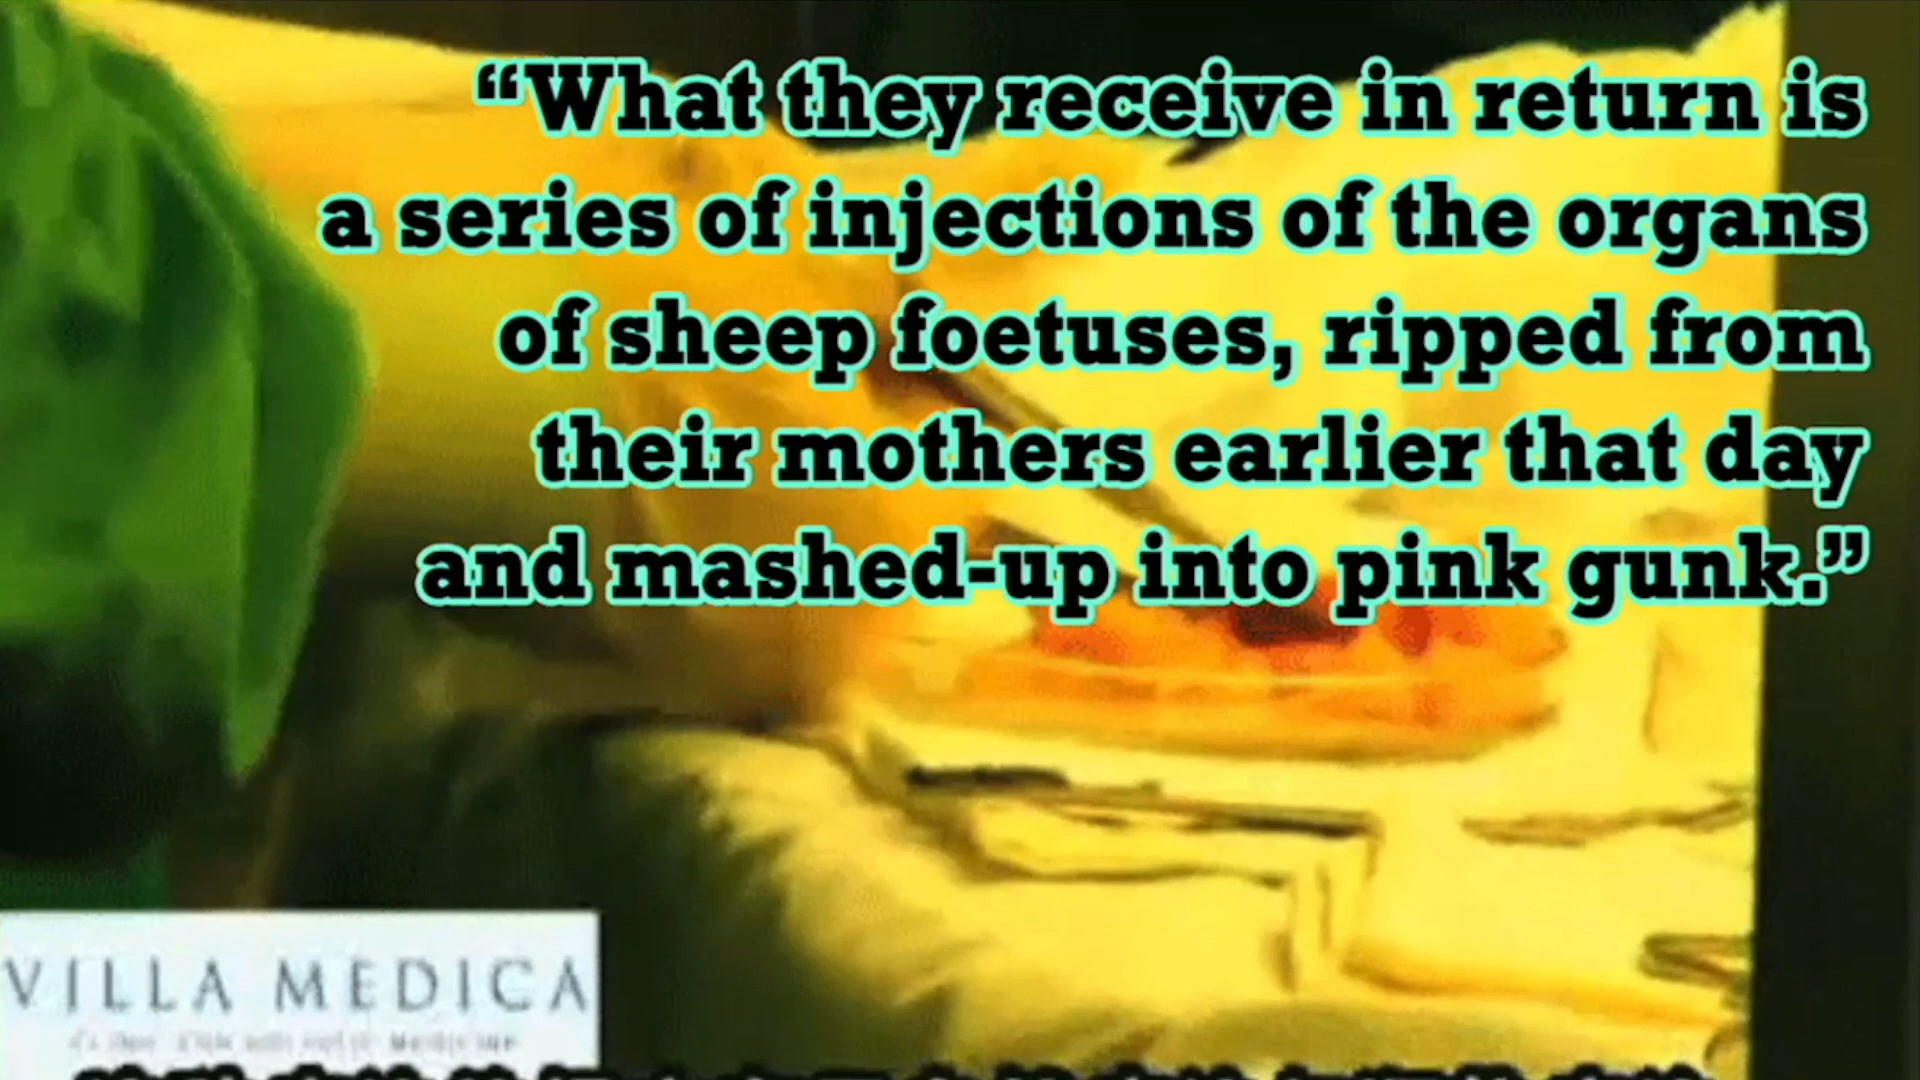 “What they receive in return is
a series of injections of the organs
of sheep foetuses, ripped from
their mothers earlier that day
and mashed-up into pink gunk.”
VILLA MEDICA